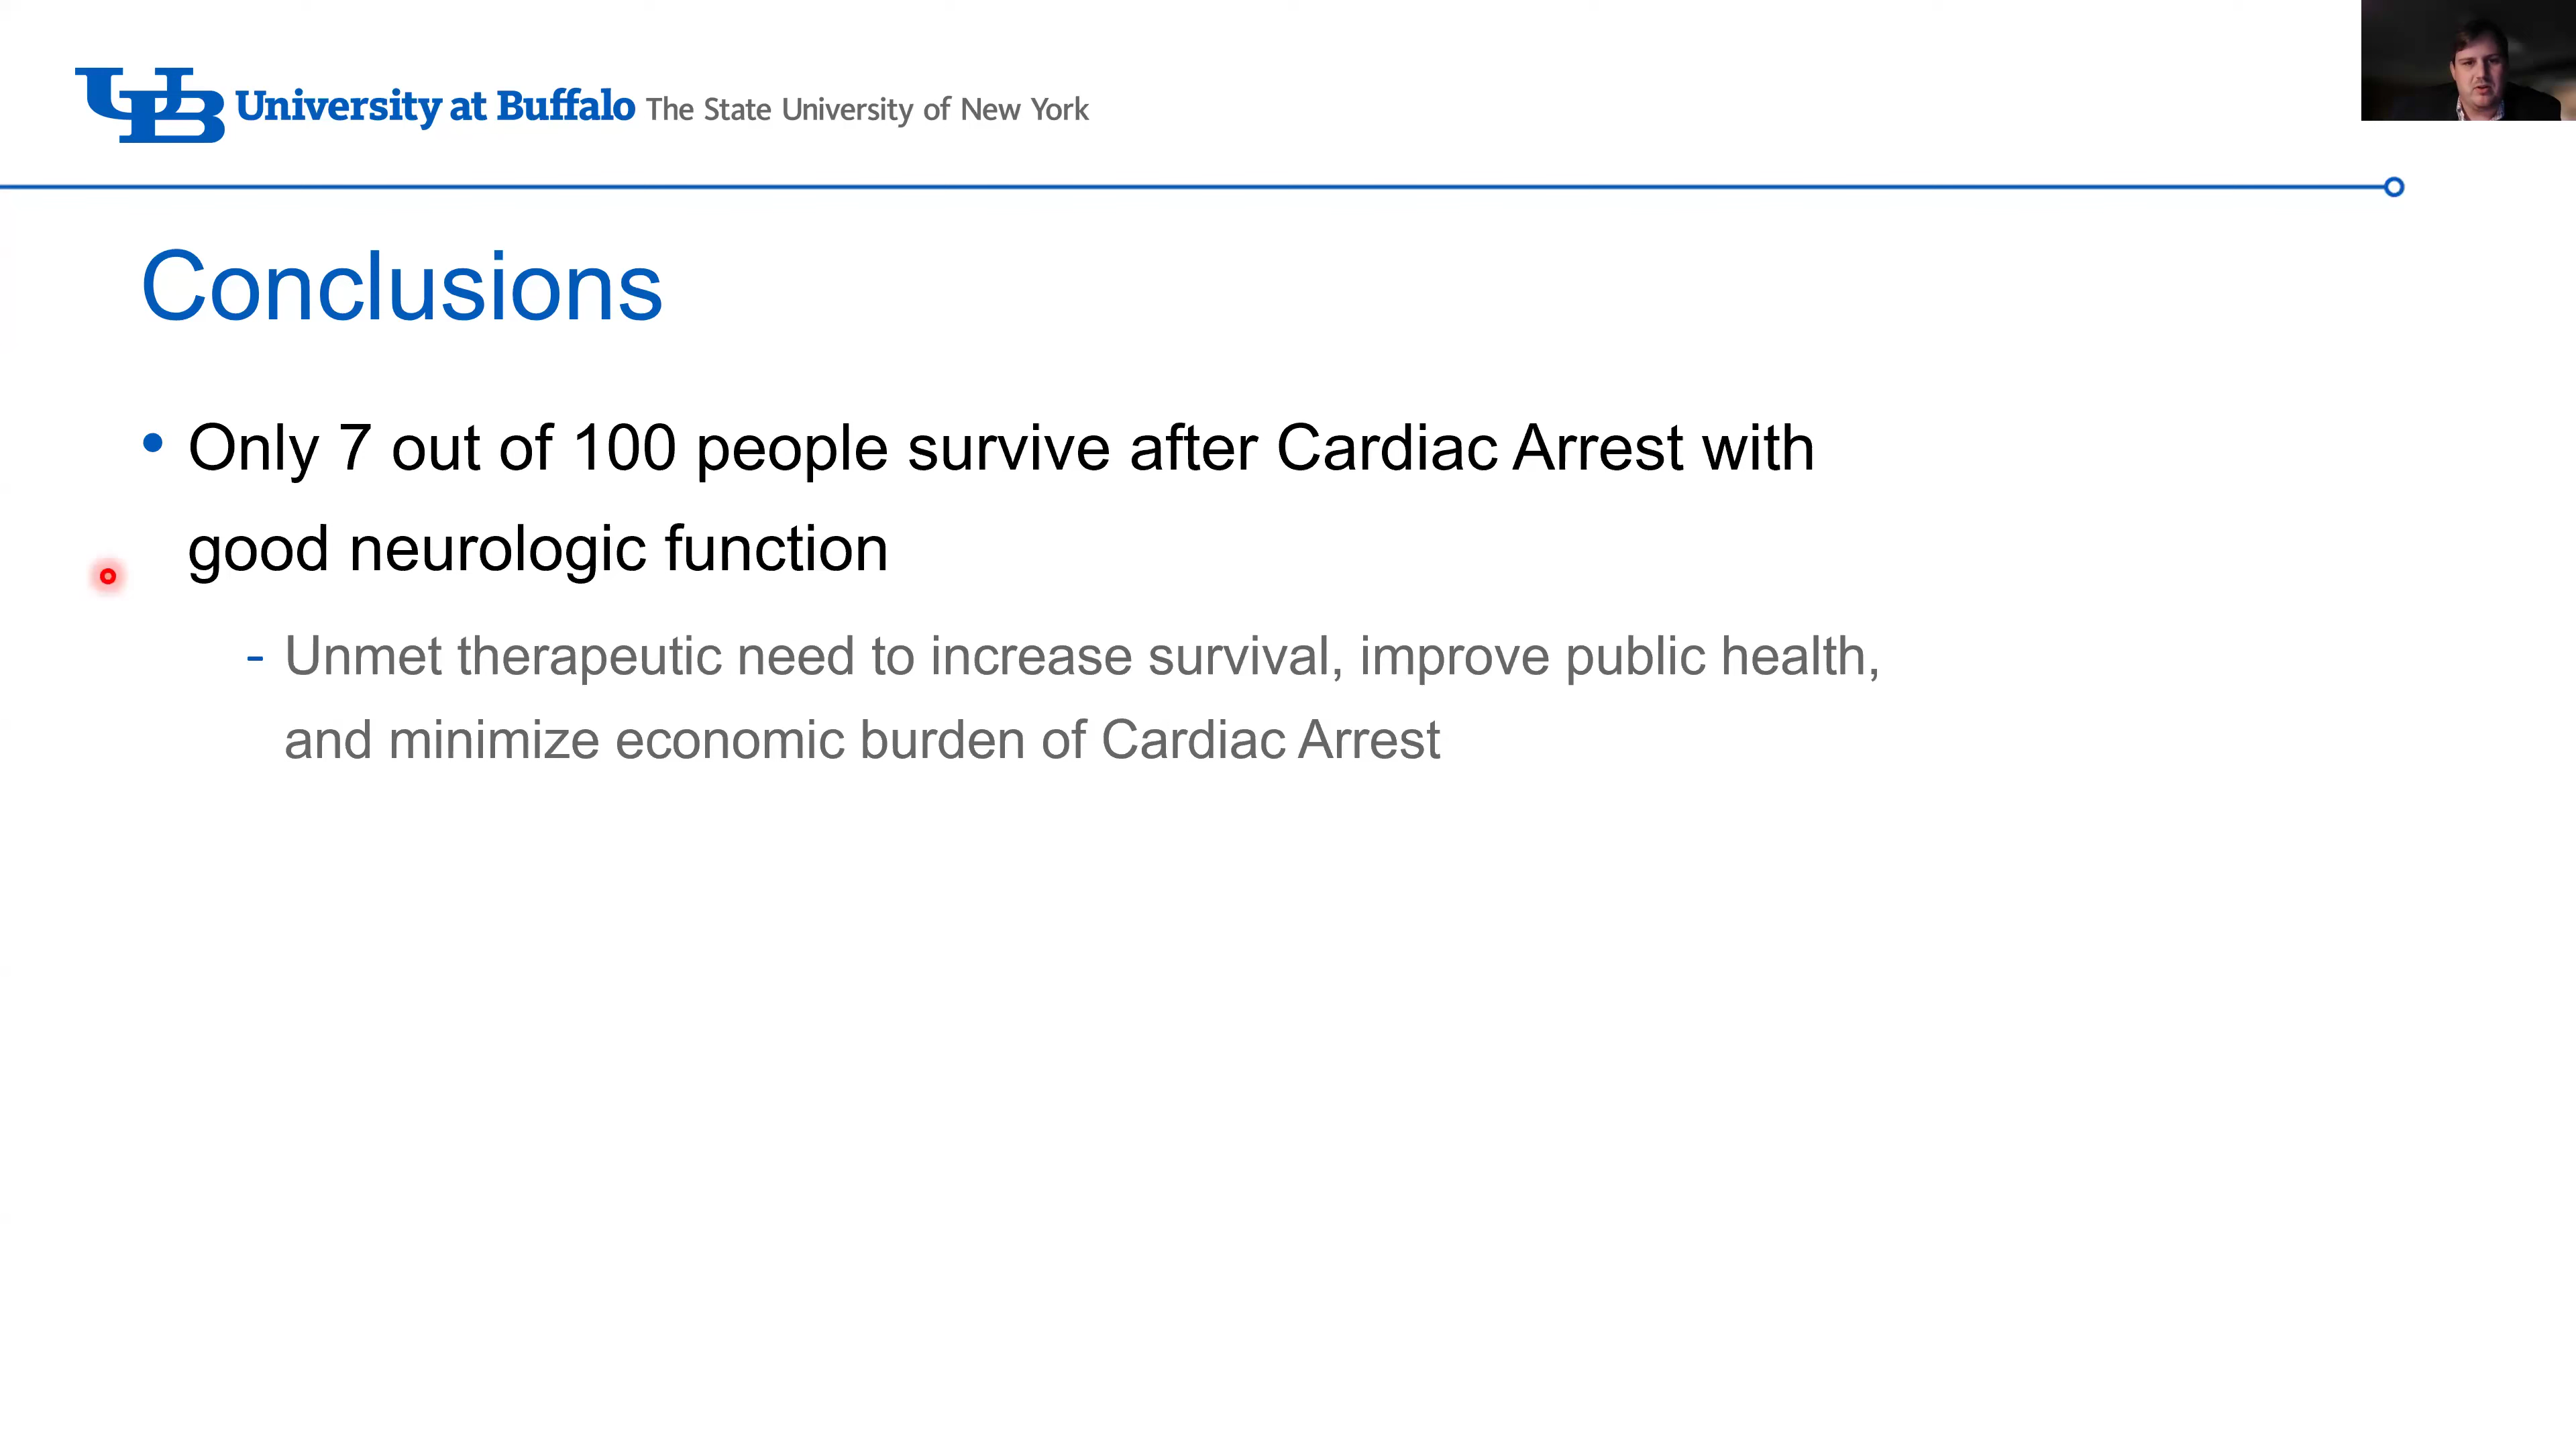 UB University at Buffalo The State University of New York
Conclusions
• Only 7 out of 100 people survive after Cardiac Arrest with
good neurologic function
- Unmet therapeutic need to increase survival, improve public health,
and minimize economic burden of Cardiac Arrest